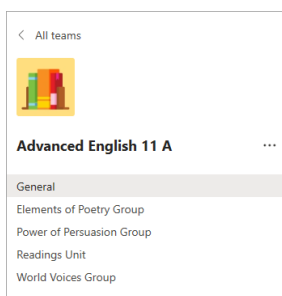 All teams
Advanced English 11 A
General
Elements of Poetry Group
Power of Persuasion Group
Readings Unit
World Voices Group